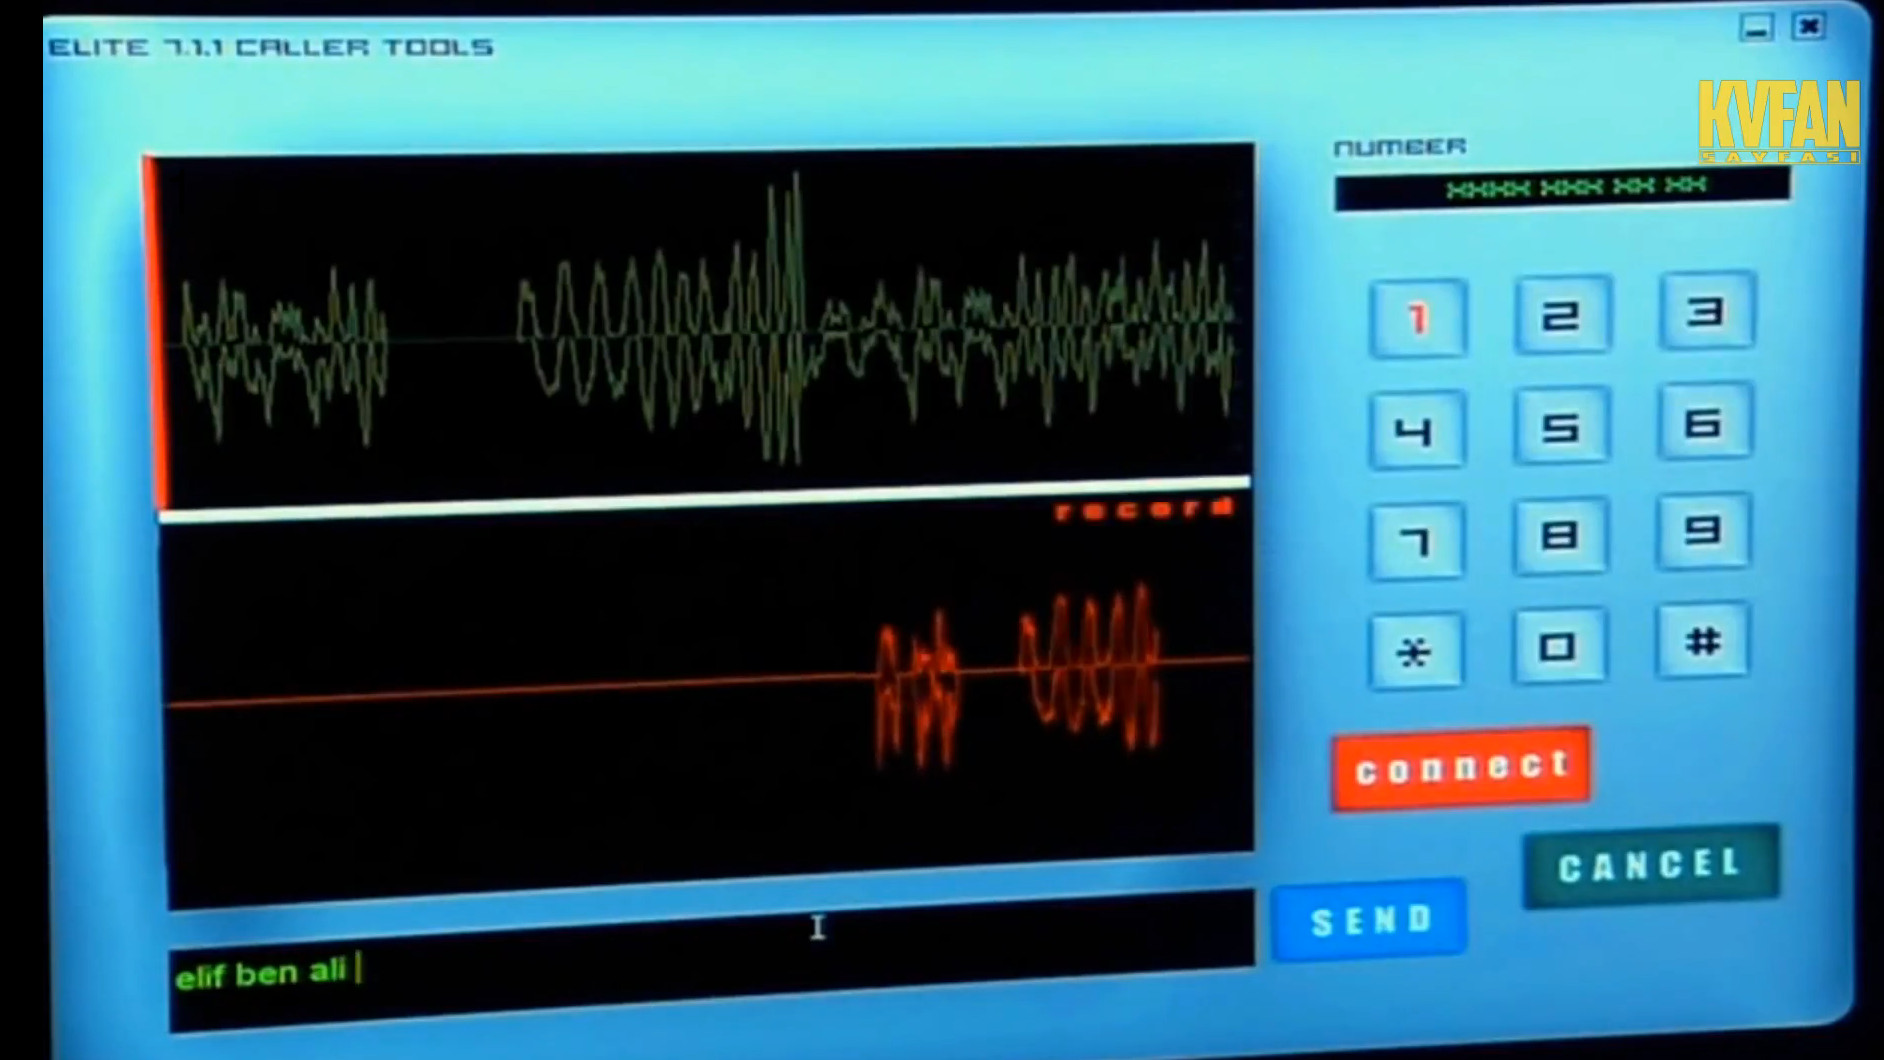 ELITE 7.1.1 CALLER TOOLS
KVFAN
SAYFASI
NUMBER
XXXX XXX XX XX
1 2 3
4 5 6
7 8 9
* 0 #
record
connect
CANCEL
SEND
elif ben ali